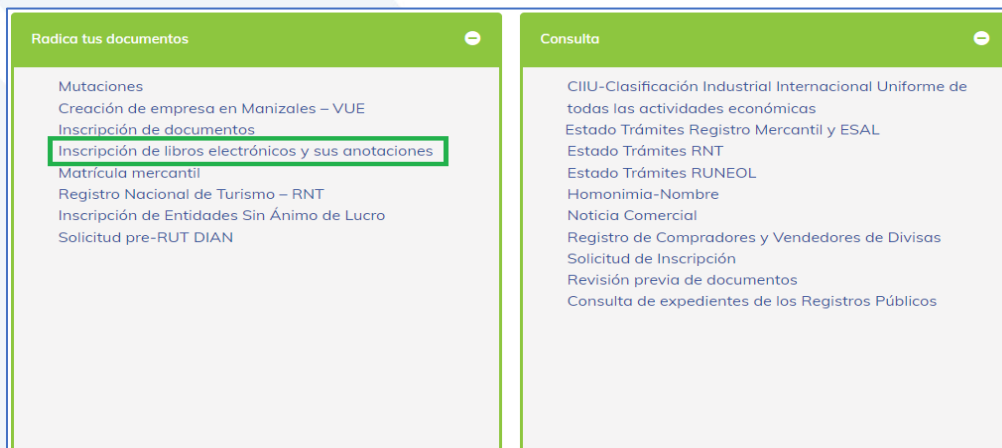 Radica tus documentos
Mutaciones
Creación de empresa en Manizales – VUE
Inscripción de documentos
Inscripción de libros electrónicos y sus anotaciones
Matrícula mercantil
Registro Nacional de Turismo – RNT
Inscripción de Entidades Sin Ánimo de Lucro
Solicitud pre-RUT DIAN
Consulta
CIIU-Clasificación Industrial Internacional Uniforme de
todas las actividades económicas
Estado Trámites Registro Mercantil y ESAL
Estado Trámites RNT
Estado Trámites RUNEOL
Homonimia-Nombre
Noticia Comercial
Registro de Compradores y Vendedores de Divisas
Solicitud de Inscripción
Revisión previa de documentos
Consulta de expedientes de los Registros Públicos